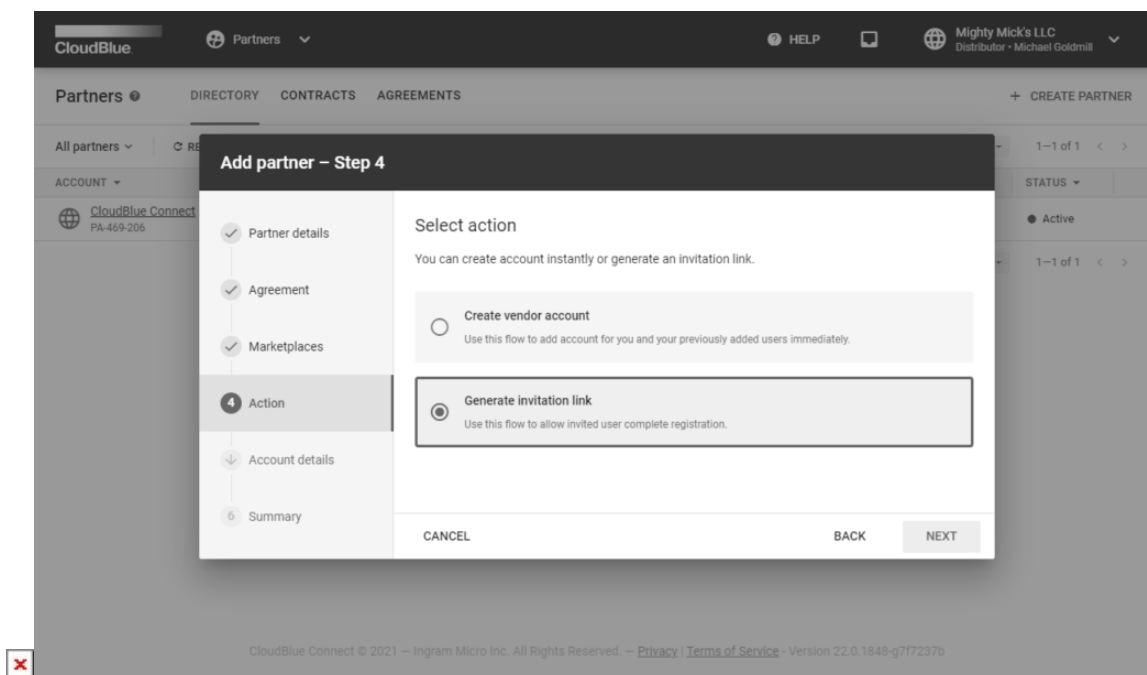 CloudBlue
Partners
HELP
Mighty Mick's LLC
Distributor • Michael Goldmill
Partners
DIRECTORY CONTRACTS AGREEMENTS
+ CREATE PARTNER
All partners
RE
1–1 of 1
ACCOUNT
STATUS
CloudBlue Connect
PA-469-206
Active
1–1 of 1
Add partner – Step 4
Partner details
Agreement
Marketplaces
4 Action
Account details
6 Summary
Select action
You can create account instantly or generate an invitation link.
Create vendor account
Use this flow to add account for you and your previously added users immediately.
Generate invitation link
Use this flow to allow invited user complete registration.
CANCEL
BACK
NEXT
CloudBlue Connect © 2021 – Ingram Micro Inc. All Rights Reserved. – Privacy | Terms of Service - Version 22.0.1848-g7f7237b